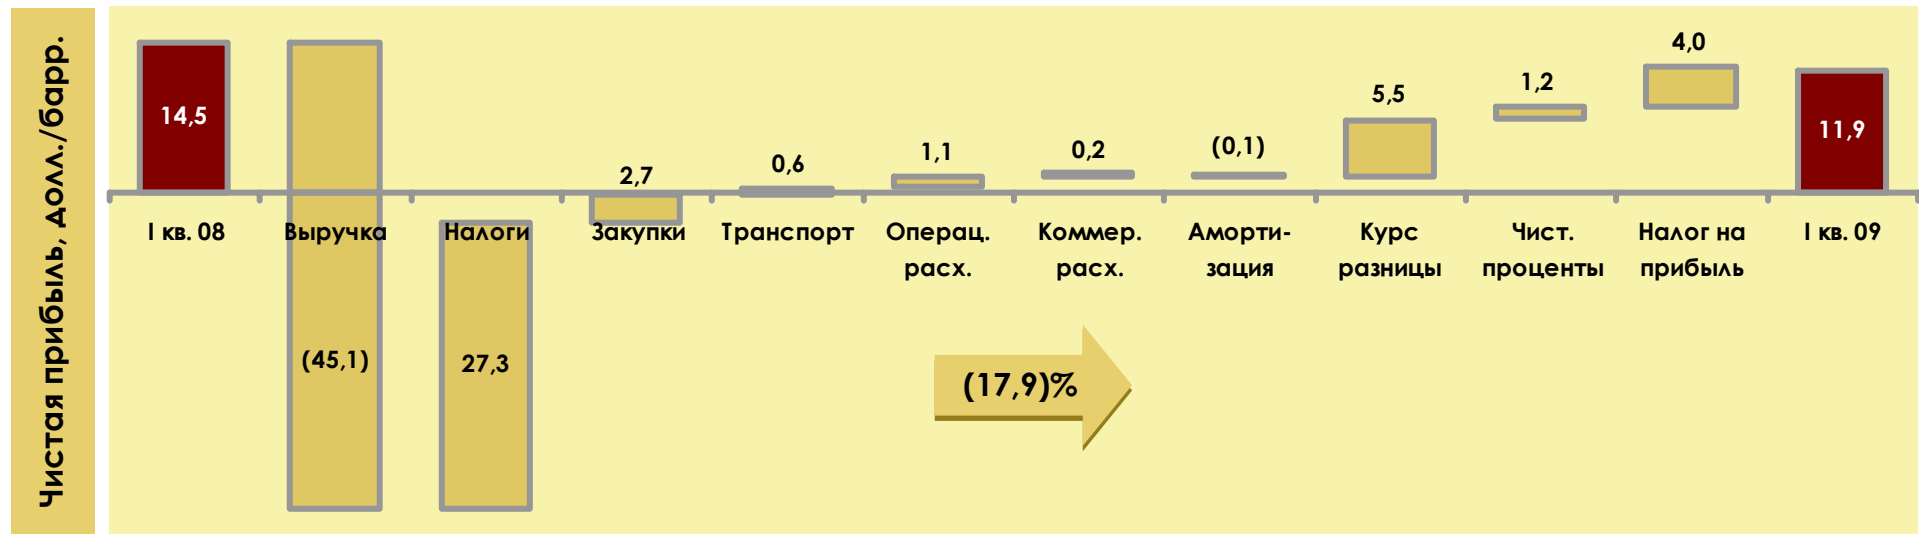 Чистая прибыль, долл./барр.
14,5
(45,1)
27,3
2,7
0,6
1,1
0,2
(0,1)
5,5
1,2
4,0
11,9
I кв. 08
Выручка
Налоги
Закупки
Транспорт
Операц.
расх.
Коммер.
расх.
Аморти-
зация
Курс
разницы
Чист.
проценты
Налог на
прибыль
I кв. 09
(17,9)%